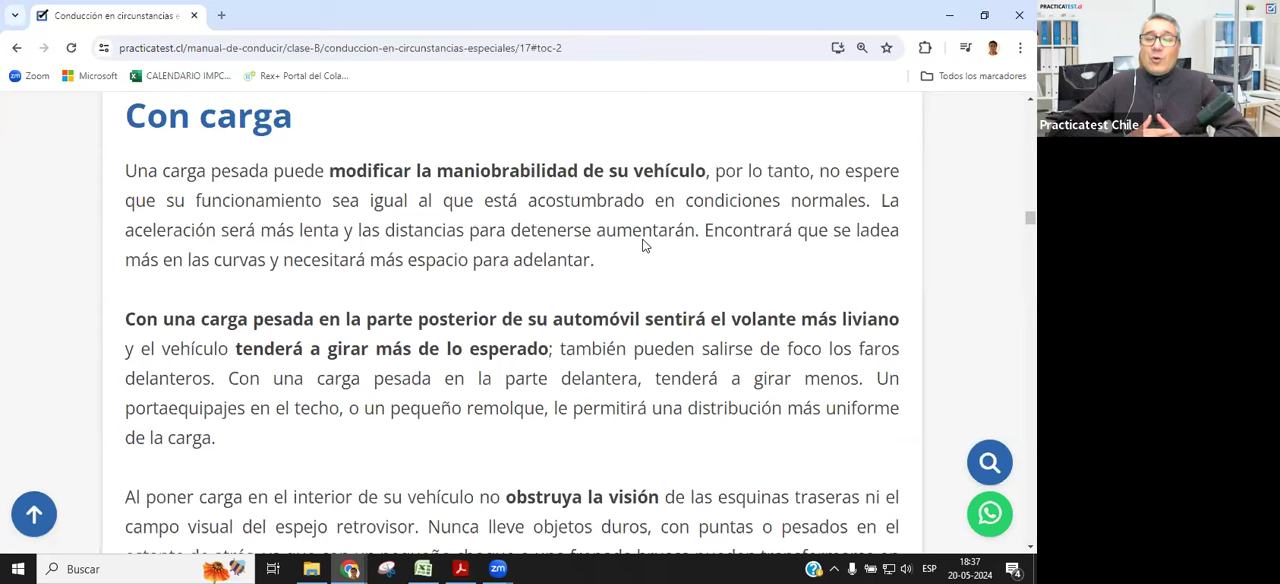 Conducción en circunstancias e
practicatest.cl/manual-de-conducir/clase-B/conduccion-en-circunstancias-especiales/17#toc-2
Zoom
Microsoft
CALENDARIO IMPC...
Rex+ Portal del Cola...
Todos los marcadores
PRACTICATEST.cl
Practicatest Chile
Con carga
Una carga pesada puede modificar la maniobrabilidad de su vehículo, por lo tanto, no espere
que su funcionamiento sea igual al que está acostumbrado en condiciones normales. La
aceleración será más lenta y las distancias para detenerse aumentarán. Encontrará que se ladea
más en las curvas y necesitará más espacio para adelantar.
Con una carga pesada en la parte posterior de su automóvil sentirá el volante más liviano
y el vehículo tenderá a girar más de lo esperado; también pueden salirse de foco los faros
delanteros. Con una carga pesada en la parte delantera, tenderá a girar menos. Un
portaequipajes en el techo, o un pequeño remolque, le permitirá una distribución más uniforme
de la carga.
Al poner carga en el interior de su vehículo no obstruya la visión de las esquinas traseras ni el
campo visual del espejo retrovisor. Nunca lleve objetos duros, con puntas o pesados en el
Buscar
ESP
18:37
20-05-2024
4